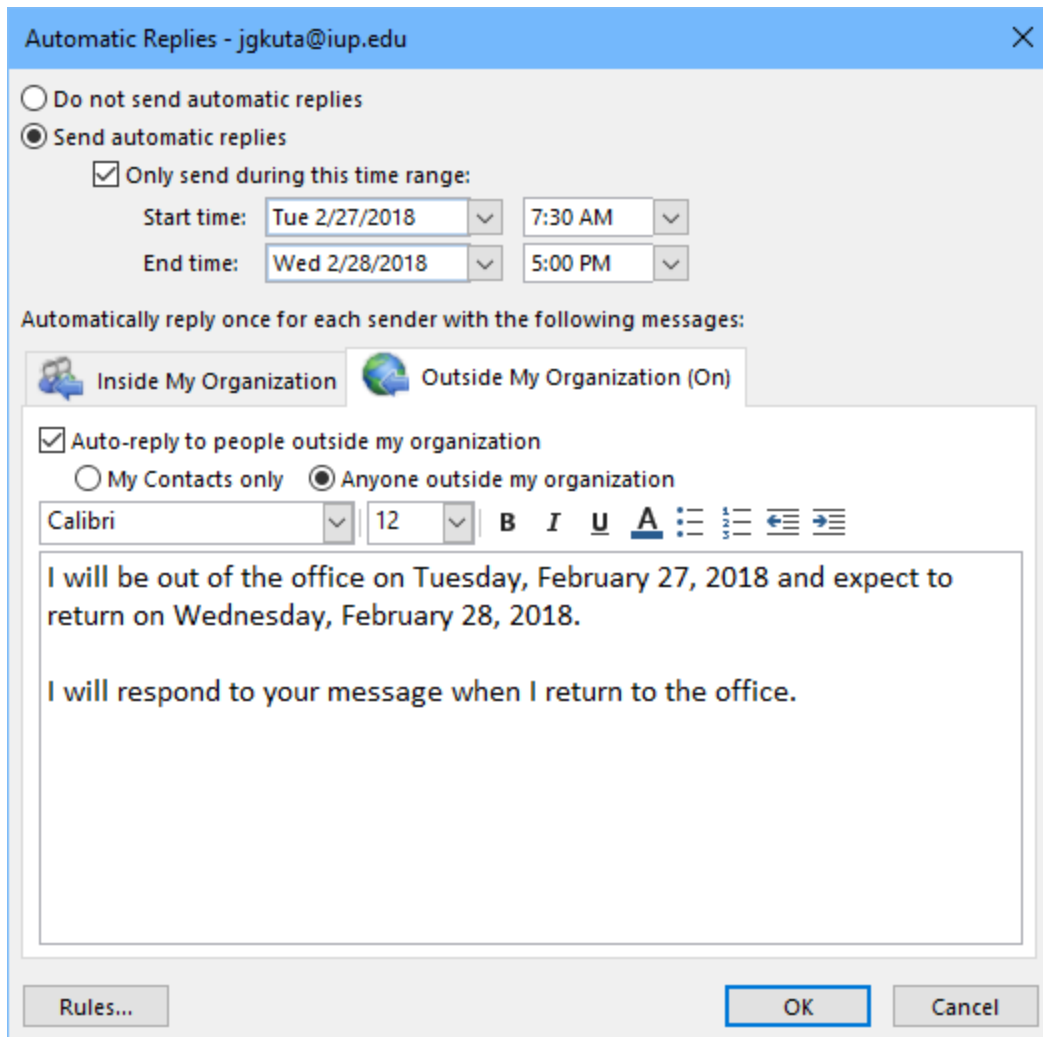 Automatic Replies - jgkuta@iup.edu
Do not send automatic replies
Send automatic replies
Only send during this time range:
Start time: Tue 2/27/2018 7:30 AM
End time: Wed 2/28/2018 5:00 PM
Automatically reply once for each sender with the following messages:
Inside My Organization Outside My Organization (On)
Auto-reply to people outside my organization
My Contacts only Anyone outside my organization
Calibri 12 B I U A
I will be out of the office on Tuesday, February 27, 2018 and expect to
return on Wednesday, February 28, 2018.
I will respond to your message when I return to the office.
Rules... OK Cancel